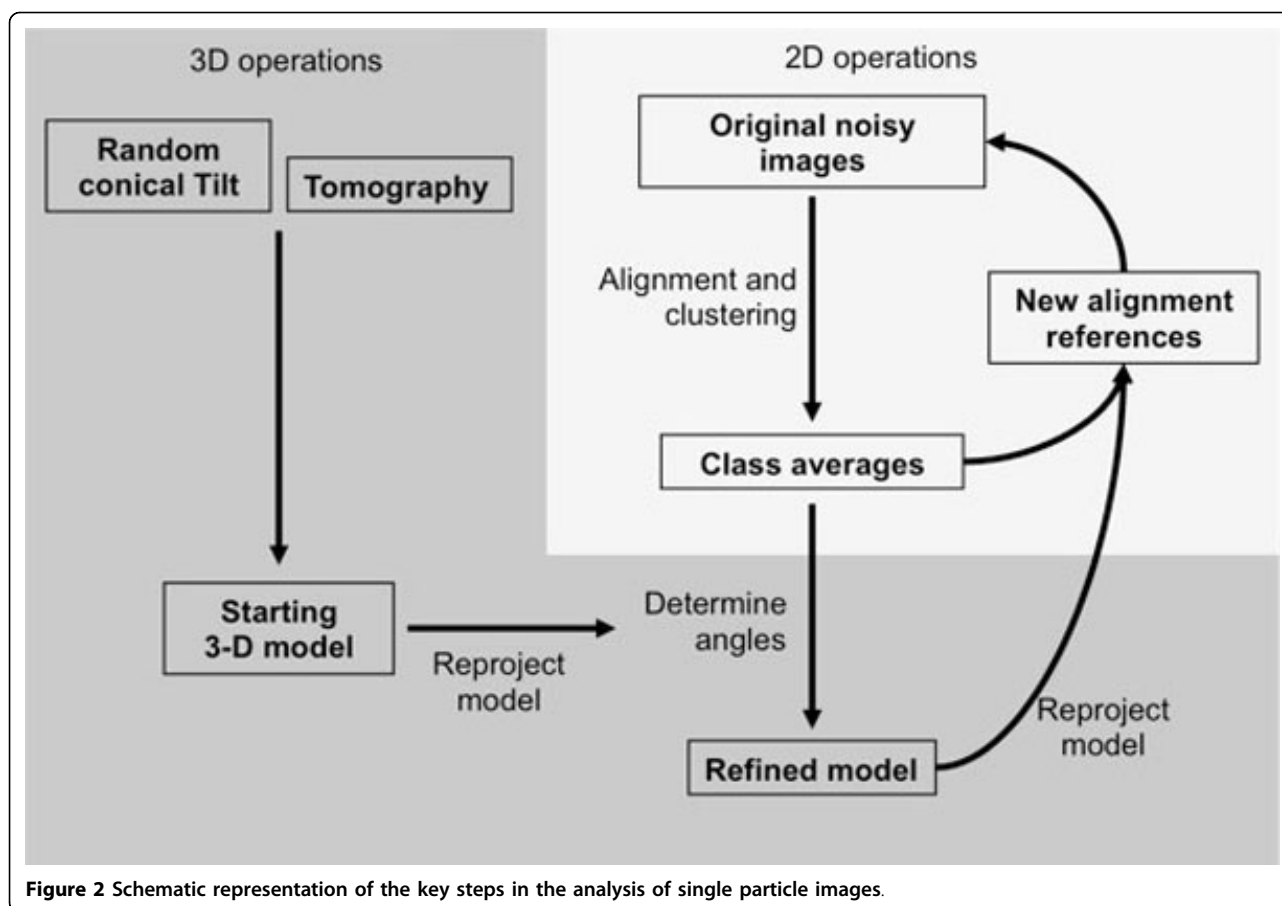 3D operations
2D operations
Random
conical Tilt
Tomography
Original noisy
images
Alignment and
clustering
New alignment
references
Class averages
Starting
3-D model
Reproject
model
Determine
angles
Refined model
Reproject
model
Figure 2 Schematic representation of the key steps in the analysis of single particle images.